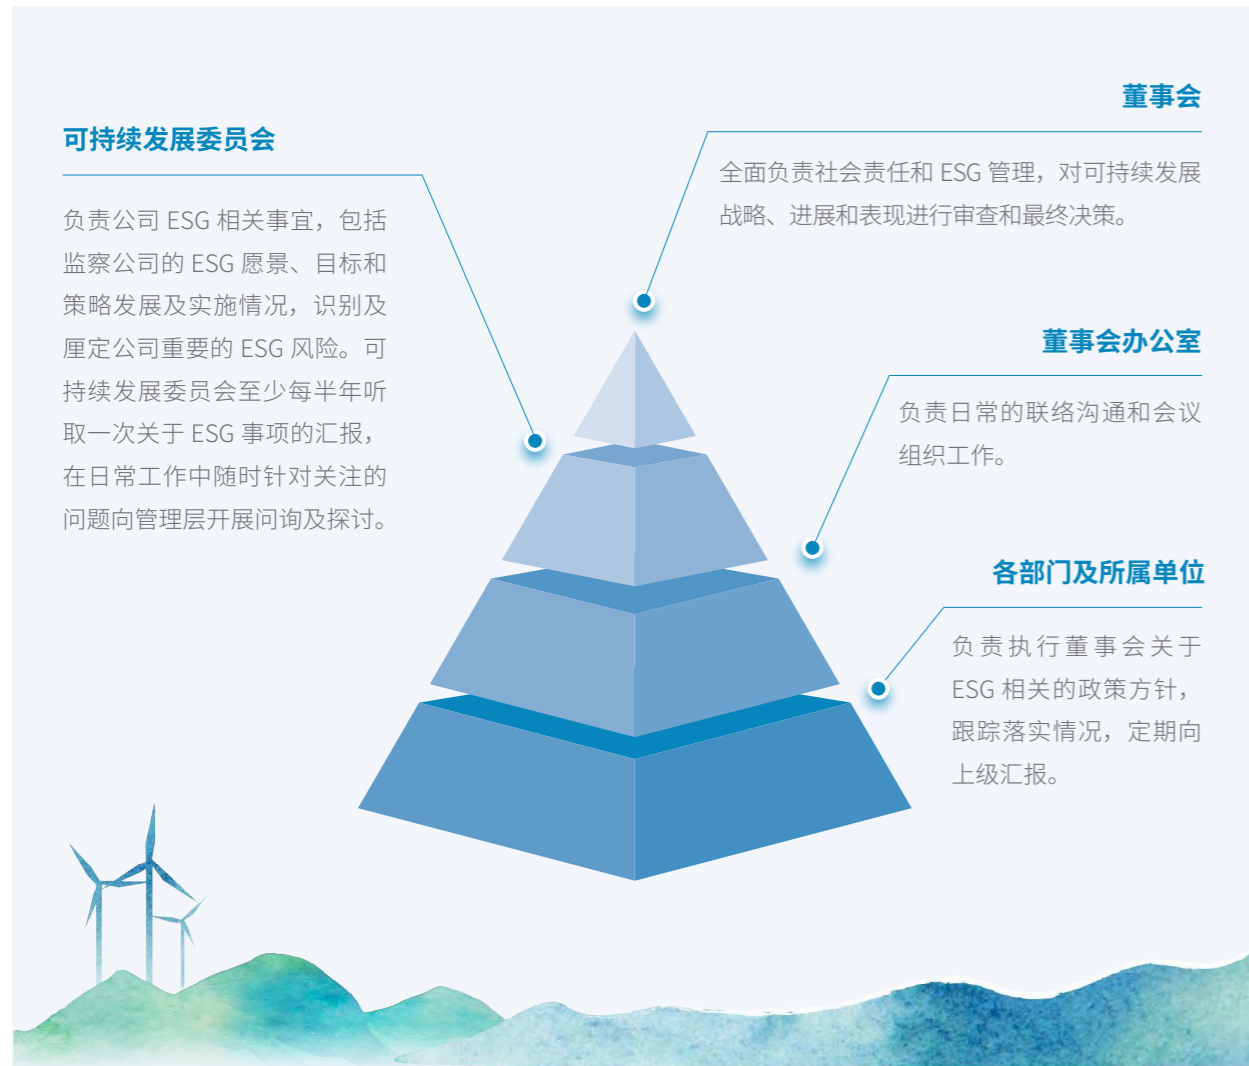 可持续发展委员会
负责公司 ESG 相关事宜，包括
监察公司的 ESG 愿景、目标和
策略发展及实施情况，识别及
厘定公司重要的 ESG 风险。可
持续发展委员会至少每半年听
取一次关于 ESG 事项的汇报，
在日常工作中随时针对关注的
问题向管理层开展问询及探讨。
董事会
全面负责社会责任和 ESG 管理，对可持续发展
战略、进展和表现进行审查和最终决策。
董事会办公室
负责日常的联络沟通和会议
组织工作。
各部门及所属单位
负责执行董事会关于
ESG 相关的政策方针，
跟踪落实情况，定期向
上级汇报。